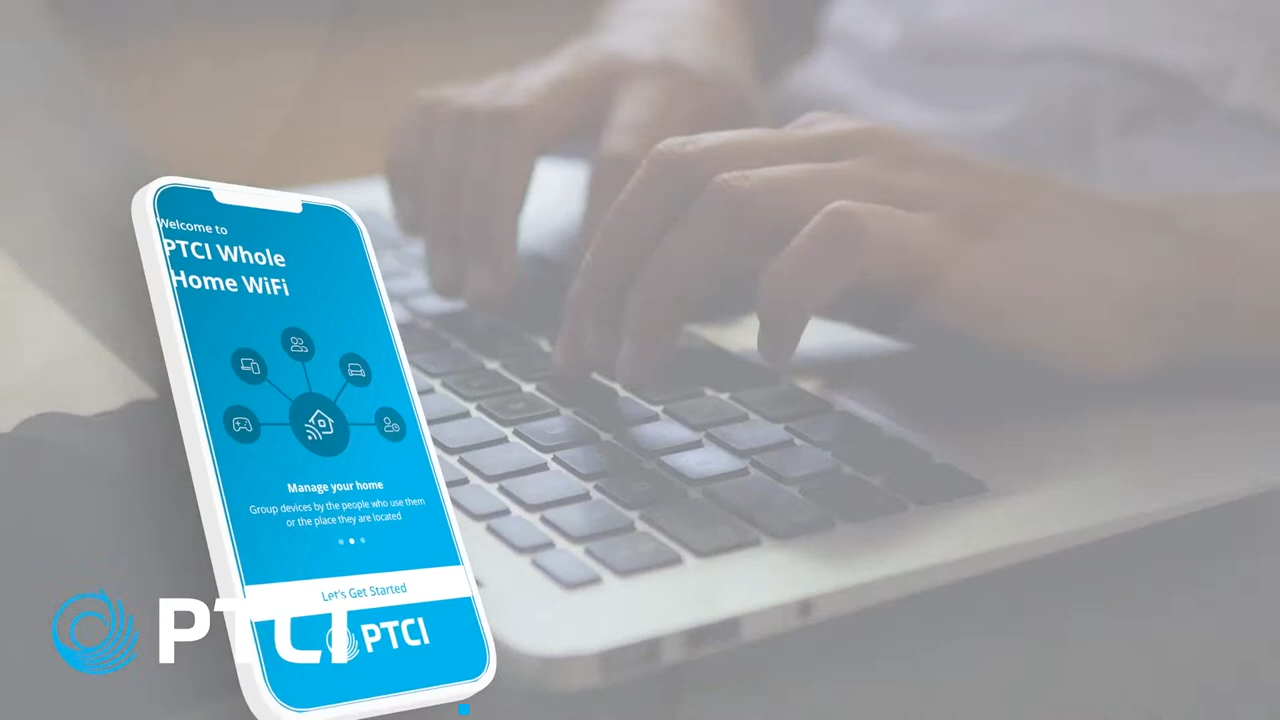 Welcome to
PTCI Whole
Home WiFi
Manage your home
Group devices by the people who use them
or the place they are located
Let's Get Started
PTCI
PTCI